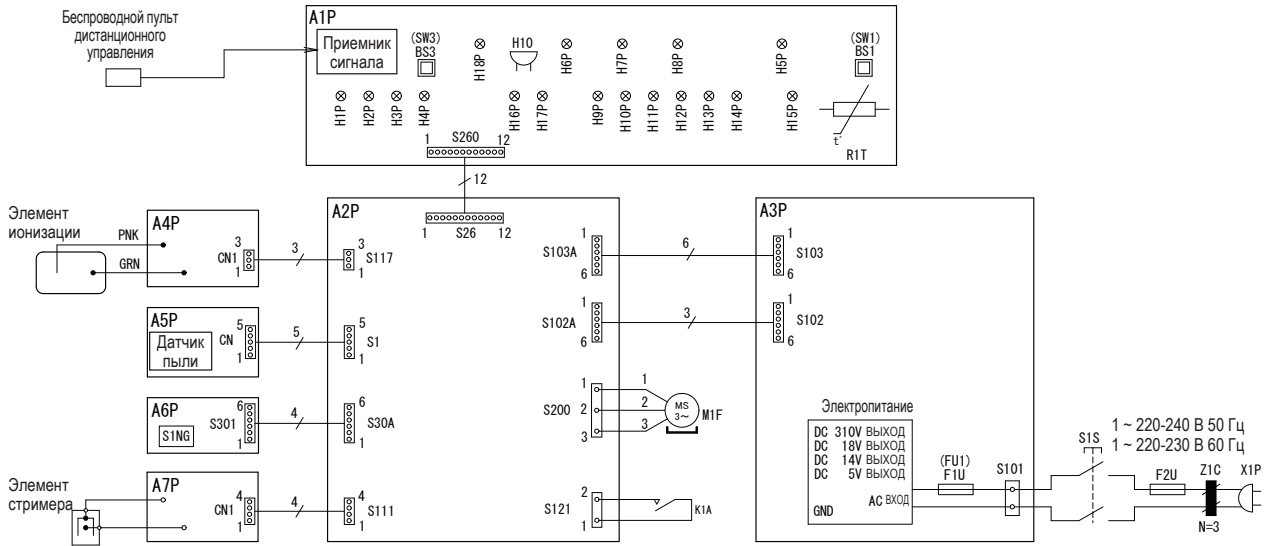 Беспроводной пульт
дистанционного
управления
A1P
Приемник
сигнала
(SW3)
BS3
H18P
H10
H6P
H7P
H8P
H5P
(SW1)
BS1
H1P
H2P
H3P
H4P
H16P
H17P
H9P
H10P
H11P
H12P
H13P
H14P
H15P
t°
R1T
1 S260 12
12
1 S26 12
Элемент
ионизации
PNK
GRN
A4P
3
CN1
1
3
A2P
3
S117
1
A5P
Датчик
пыли
5
CN
1
5
5
S1
1
A6P
S1NG
6
S301
1
4
6
S30A
1
Элемент
стримера
A7P
4
CN1
1
4
4
S111
1
1
S103A
6
6
1
S102A
6
3
1
S200 2
3
1
2
3
MS
3~
M1F
2
S121
1
K1A
A3P
1
S103
6
1
S102
6
Электропитание
DC 310V ВЫХОД
DC 18V ВЫХОД
DC 14V ВЫХОД
DC 5V ВЫХОД
AC ВХОД
GND
(FU1)
F1U
S101
S1S
1 ~ 220-240 В 50 Гц
1 ~ 220-230 В 60 Гц
F2U
Z1C
X1P
N=3